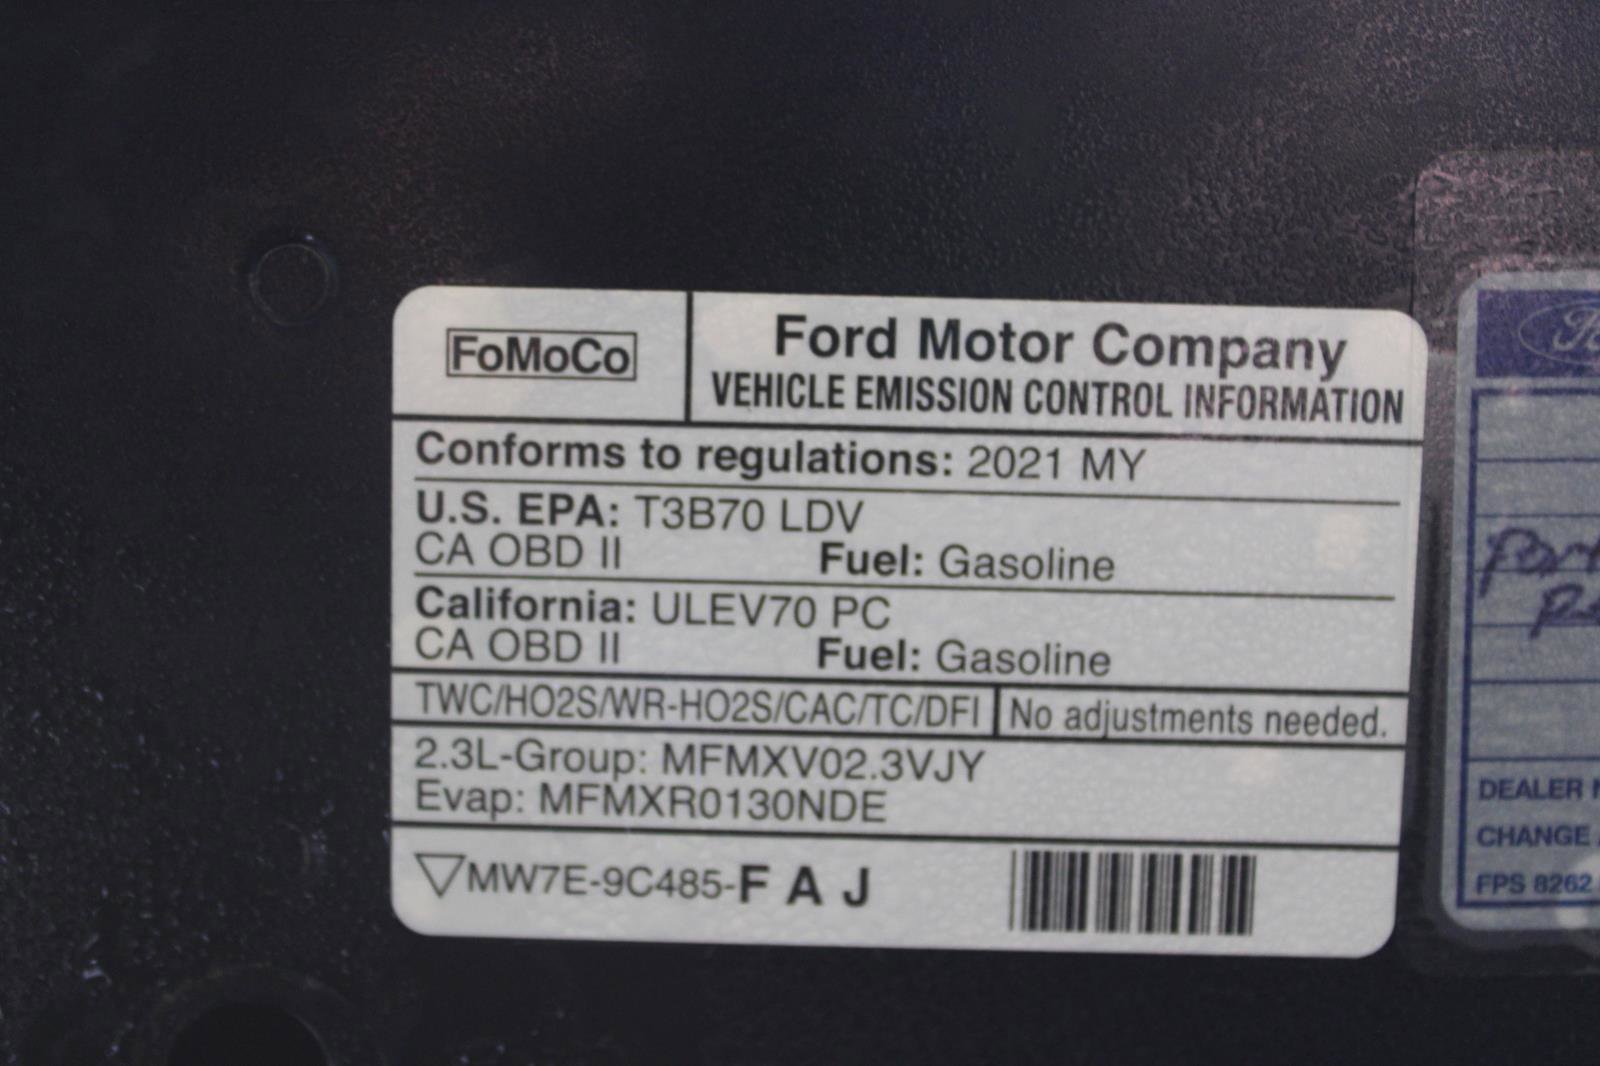 FoMoCo
Ford Motor Company
VEHICLE EMISSION CONTROL INFORMATION
Conforms to regulations: 2021 MY
U.S. EPA: T3B70 LDV
CA OBD II Fuel: Gasoline
California: ULEV70 PC
CA OBD II Fuel: Gasoline
TWC/HO2S/WR-HO2S/CAC/TC/DFI No adjustments needed.
2.3L-Group: MFMXV02.3VJY
Evap: MFMXR0130NDE
MW7E-9C485-F A J
DEALER
CHANGE
FPS 8262